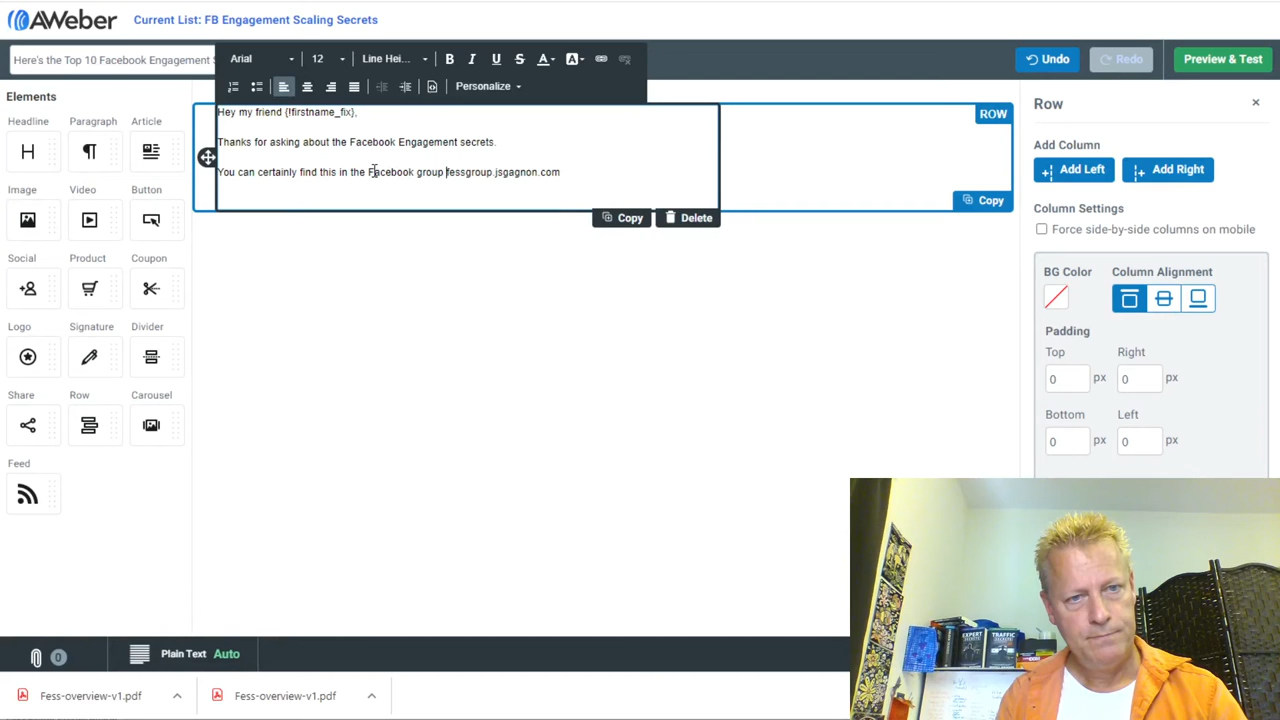 AWeber
Current List: FB Engagement Scaling Secrets
Here's the Top 10 Facebook Engagement S
Arial
12
Line Hei...
B I U S A A
Personalize
Undo
Redo
Preview & Test
Elements
Headline
Paragraph
Article
Image
Video
Button
Social
Product
Coupon
Logo
Signature
Divider
Share
Row
Carousel
Feed
Hey my friend {!firstname_fix},
Thanks for asking about the Facebook Engagement secrets.
You can certainly find this in the Facebook group fessgroup.jsgagnon.com
ROW
Copy
Copy
Delete
Row
Add Column
Add Left
Add Right
Column Settings
Force side-by-side columns on mobile
BG Color
Column Alignment
Padding
Top
Right
0 px
0 px
Bottom
Left
0 px
0 px
EXPERT SECRETS
TRAFFIC SECRETS
0
Plain Text Auto
Fess-overview-v1.pdf
Fess-overview-v1.pdf